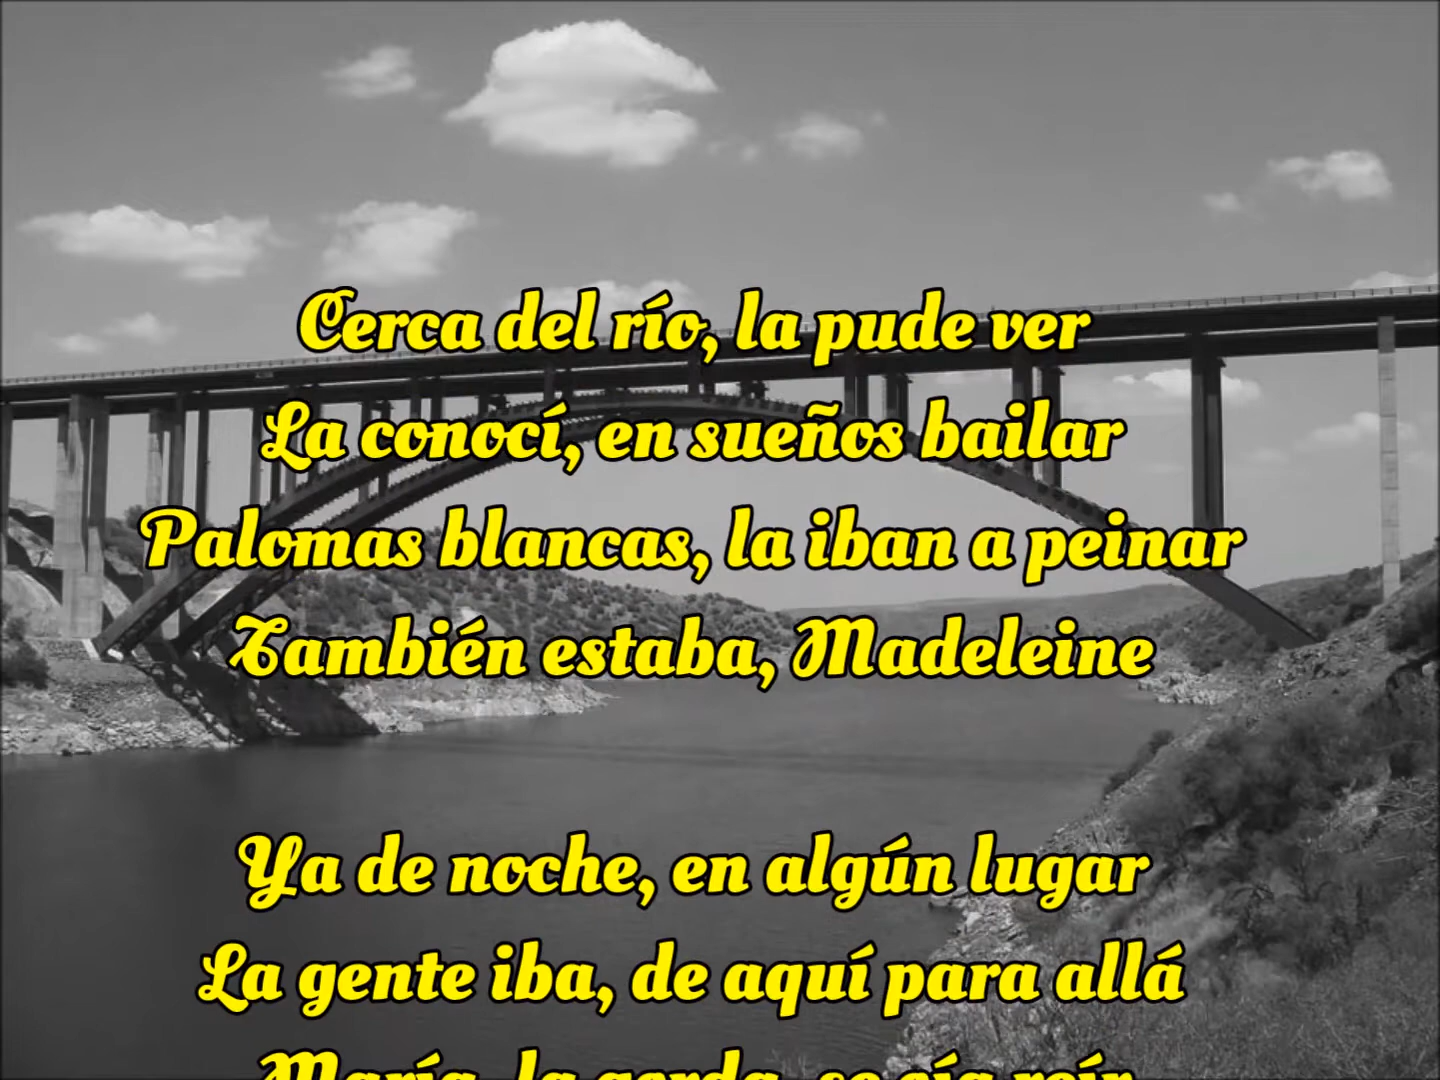 Cerca del río, la pude ver
La conocí, en sueños bailar
Palomas blancas, la iban a peinar
También estaba, Madeleine
Ya de noche, en algún lugar
La gente iba, de aquí para allá
María, la gorda, se oía reír